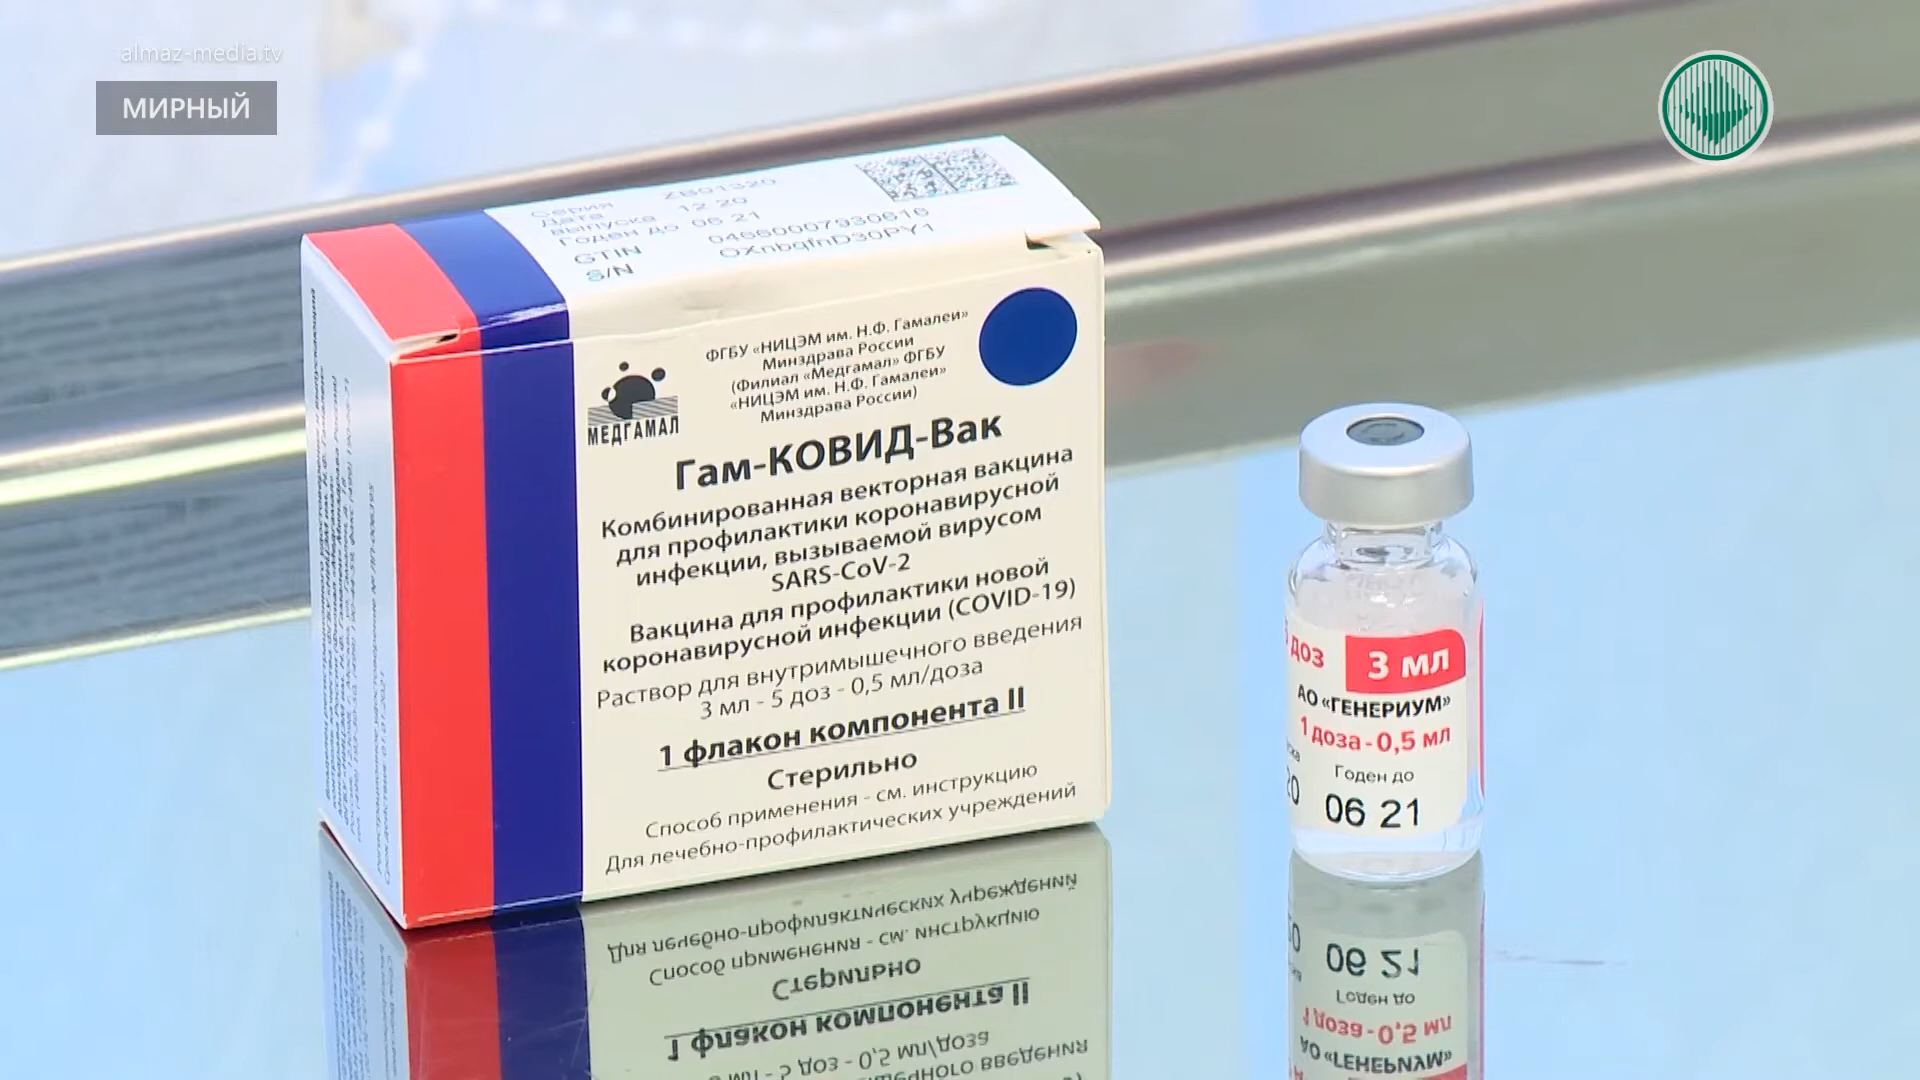 almaz-media.tv
МИРНЫЙ
Серия ZB01320
Дата
выпуска 12 20
Годен до 06 21
GTIN 04660007930616
S/N OXnbqfnD30PY1
ФГБУ «НИЦЭМ им. Н.Ф. Гамалеи»
Минздрава России
(Филиал «Медгамал» ФГБУ
«НИЦЭМ им. Н.Ф. Гамалеи»
Минздрава России)
МЕДГАМАЛ
Гам-КОВИД-Вак
Комбинированная векторная вакцина
для профилактики коронавирусной
инфекции, вызываемой вирусом
SARS-CoV-2
Вакцина для профилактики новой
коронавирусной инфекции (COVID-19)
Раствор для внутримышечного введения
3 мл - 5 доз - 0,5 мл/доза
1 флакон компонента II
Стерильно
Способ применения - см. инструкцию
Для лечебно-профилактических учреждений
доз 3 мл
АО «ГЕНЕРИУМ»
1 доза - 0,5 мл
Годен до
06 21